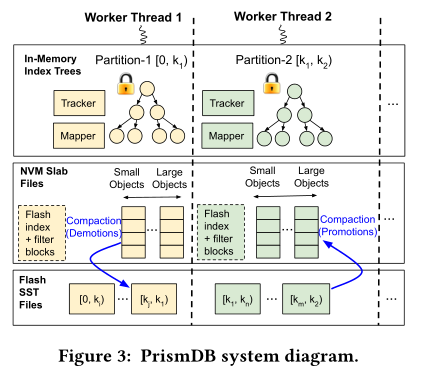 Worker Thread 1
Worker Thread 2
In-Memory
Index Trees
Partition-1 [0, k1)
Partition-2 [k1, k2)
Tracker
Mapper
Tracker
Mapper
...
NVM Slab
Files
Small
Objects
Large
Objects
Small
Objects
Large
Objects
Flash
index
+ filter
blocks
Compaction
(Demotions)
Flash
index
+ filter
blocks
Compaction
(Promotions)
...
Flash
SST
Files
[0, ki)
...
[kj, k1)
[k1, kn)
...
[km, k2)
...
Figure 3: PrismDB system diagram.